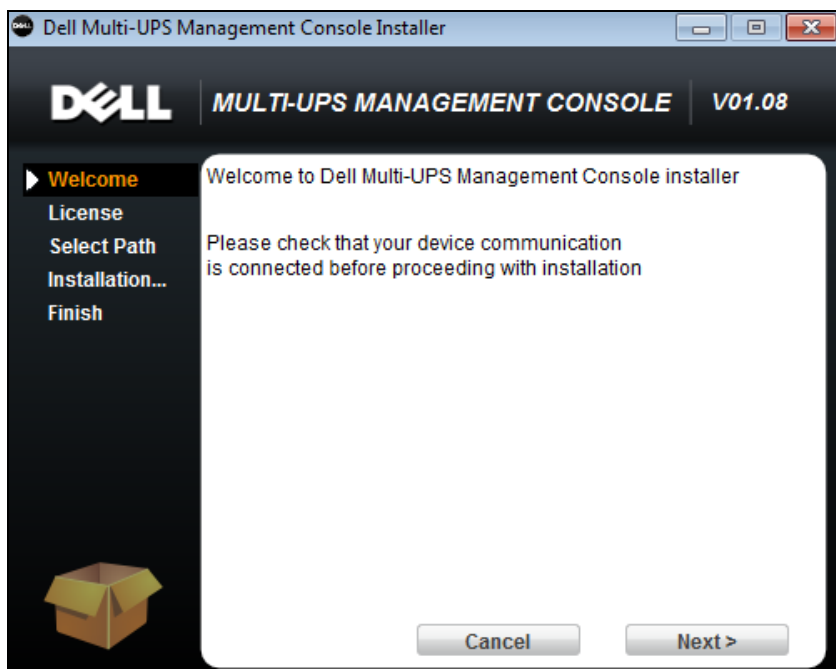 Dell Multi-UPS Management Console Installer
DELL MULTI-UPS MANAGEMENT CONSOLE V01.08
Welcome
License
Select Path
Installation...
Finish
Welcome to Dell Multi-UPS Management Console installer
Please check that your device communication
is connected before proceeding with installation
Cancel Next >